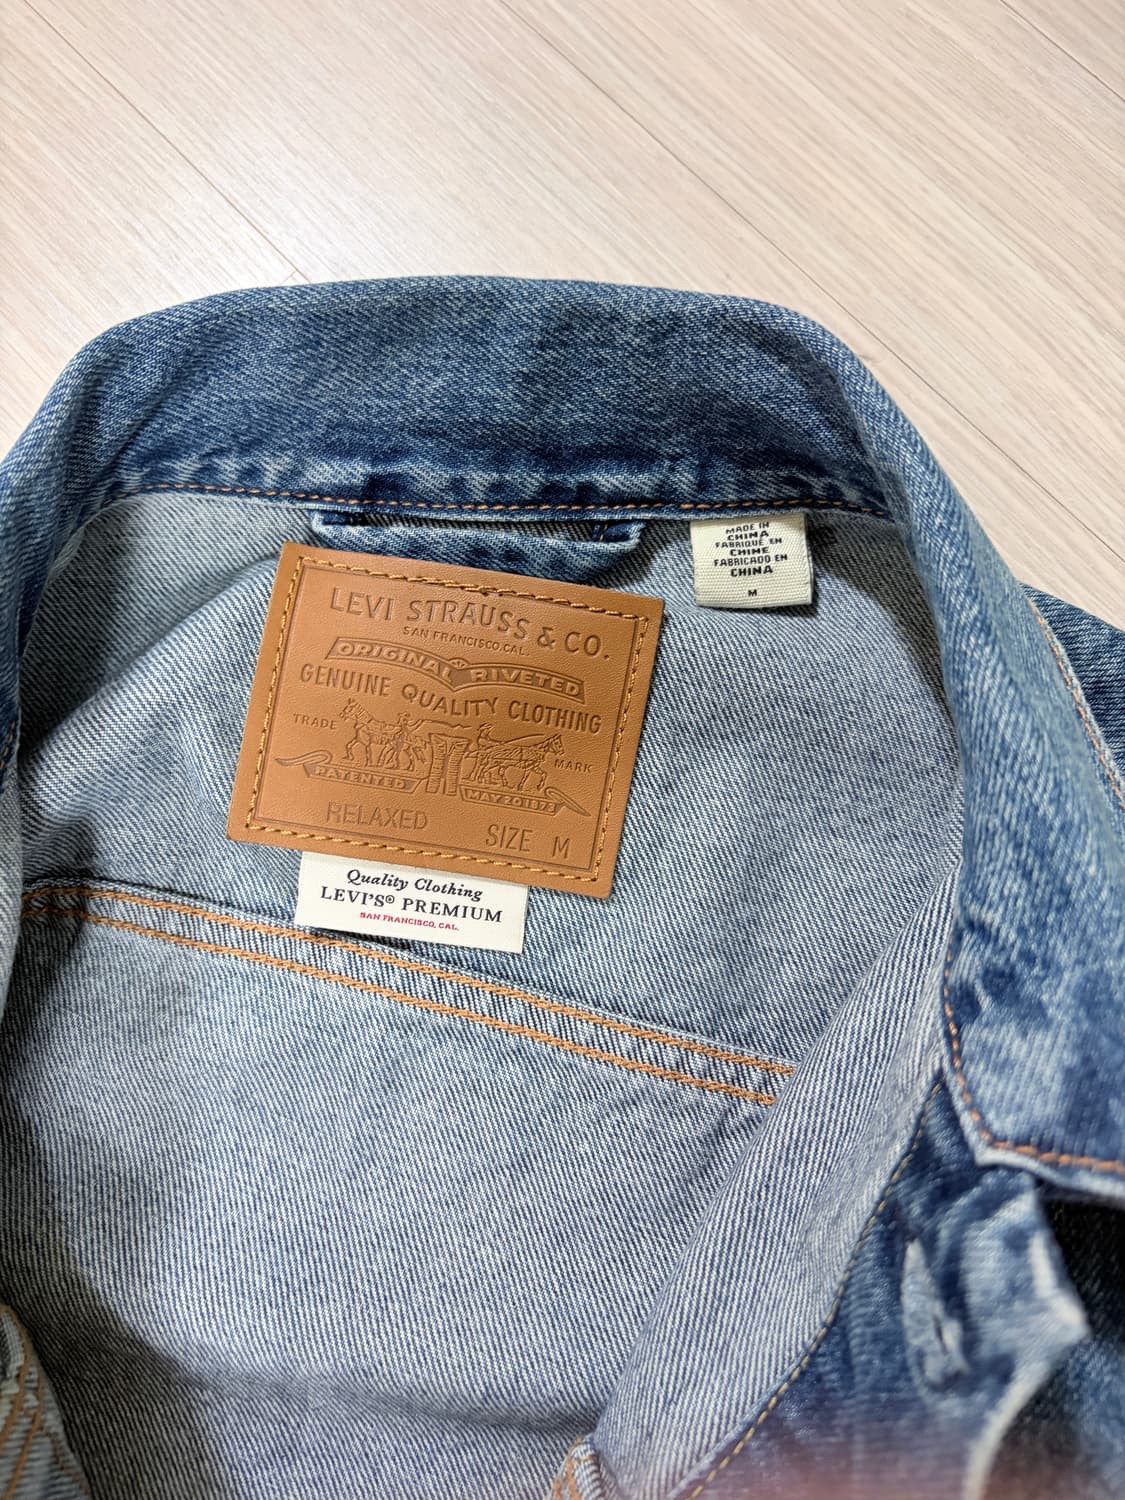 LEVI STRAUSS & CO.
SAN FRANCISCO, CAL.
ORIGINAL RIVETED
GENUINE QUALITY CLOTHING
TRADE MARK
PATENTED MAY 20 1873
RELAXED SIZE M
Quality Clothing
LEVI'S® PREMIUM
SAN FRANCISCO, CAL.
MADE IN
CHINA
FABRIQUÉ EN
CHINE
FABRICADO EN
CHINA
M